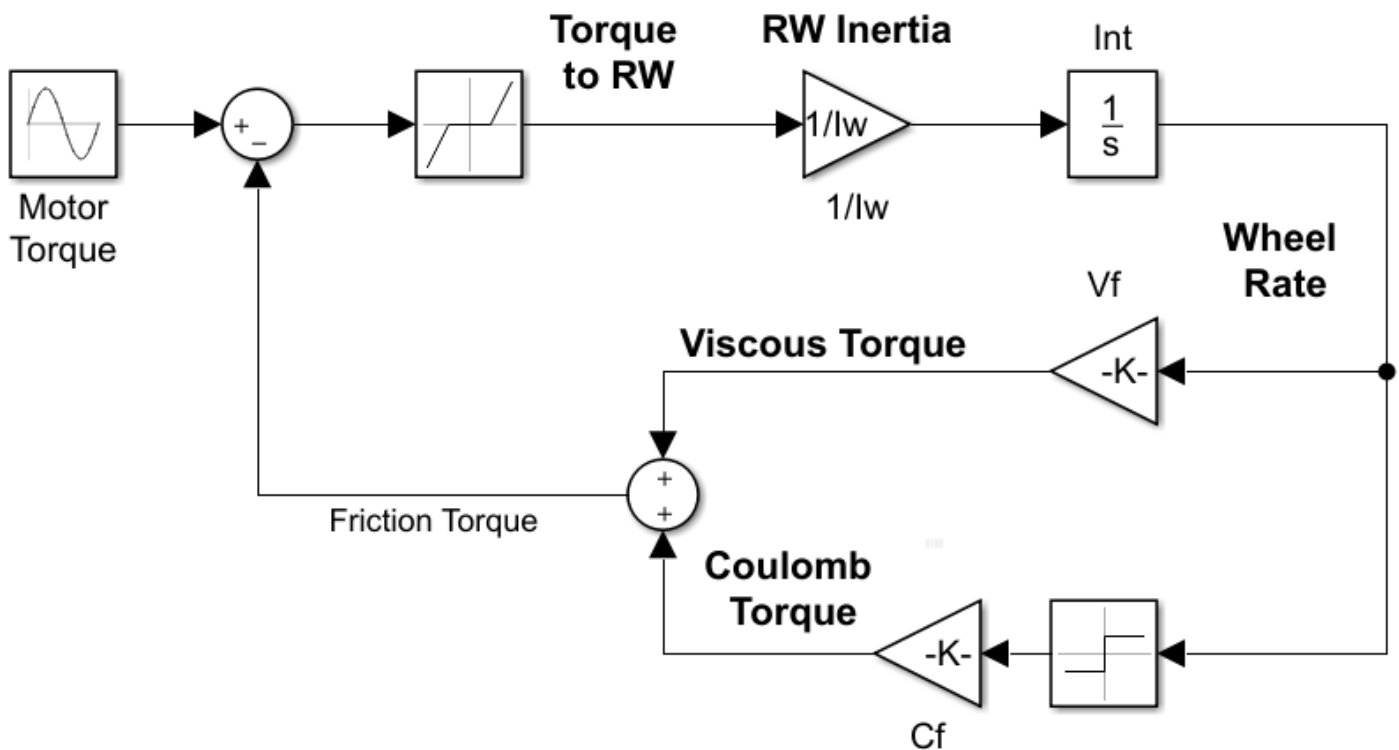 Torque
to RW
RW Inertia
Int
+
−
1/Iw
1
s
Motor
Torque
1/Iw
Wheel
Rate
Vf
Viscous Torque
-K-
+
+
Friction Torque
Coulomb
Torque
-K-
Cf